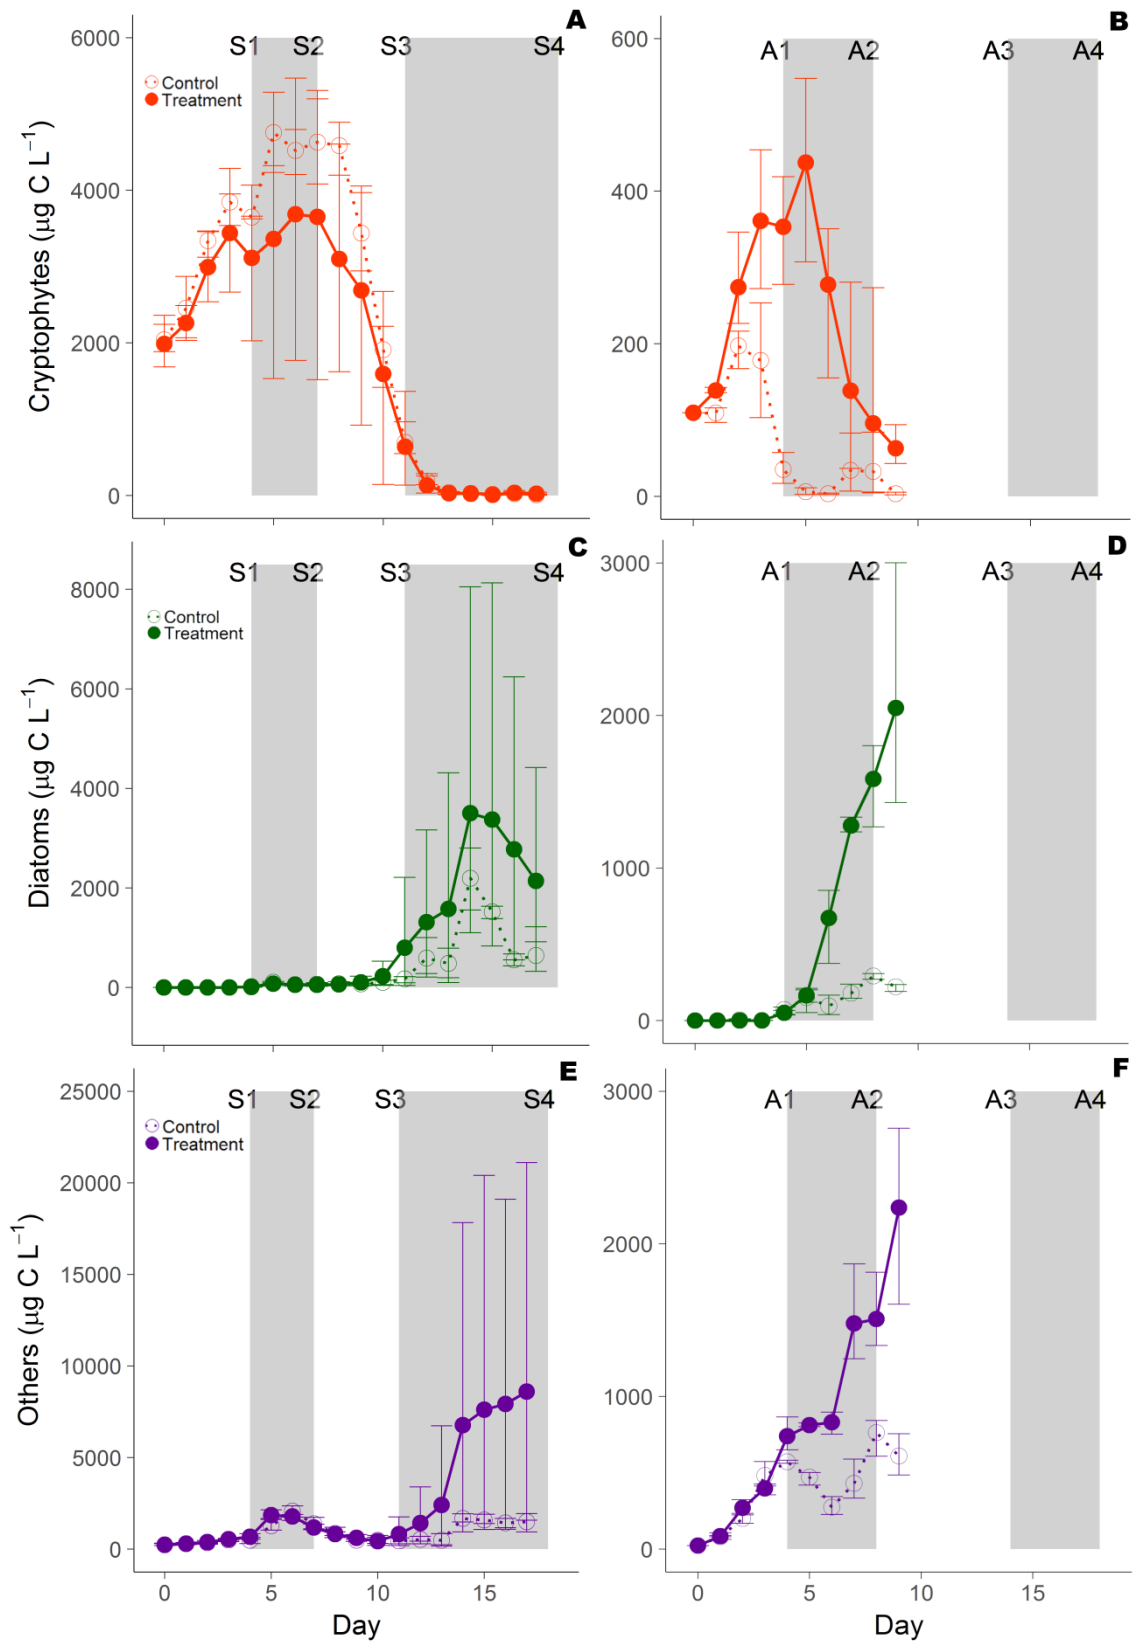 A
S1 S2 S3 S4
6000
4000
2000
0
Control
Treatment
Cryptophytes (μg C L⁻¹)
B
A1 A2 A3 A4
600
400
200
0
C
S1 S2 S3 S4
8000
6000
4000
2000
0
Control
Treatment
Diatoms (μg C L⁻¹)
D
A1 A2 A3 A4
3000
2000
1000
0
E
S1 S2 S3 S4
25000
20000
15000
10000
5000
0
Control
Treatment
Others (μg C L⁻¹)
0 5 10 15
Day
F
A1 A2 A3 A4
3000
2000
1000
0
0 5 10 15
Day